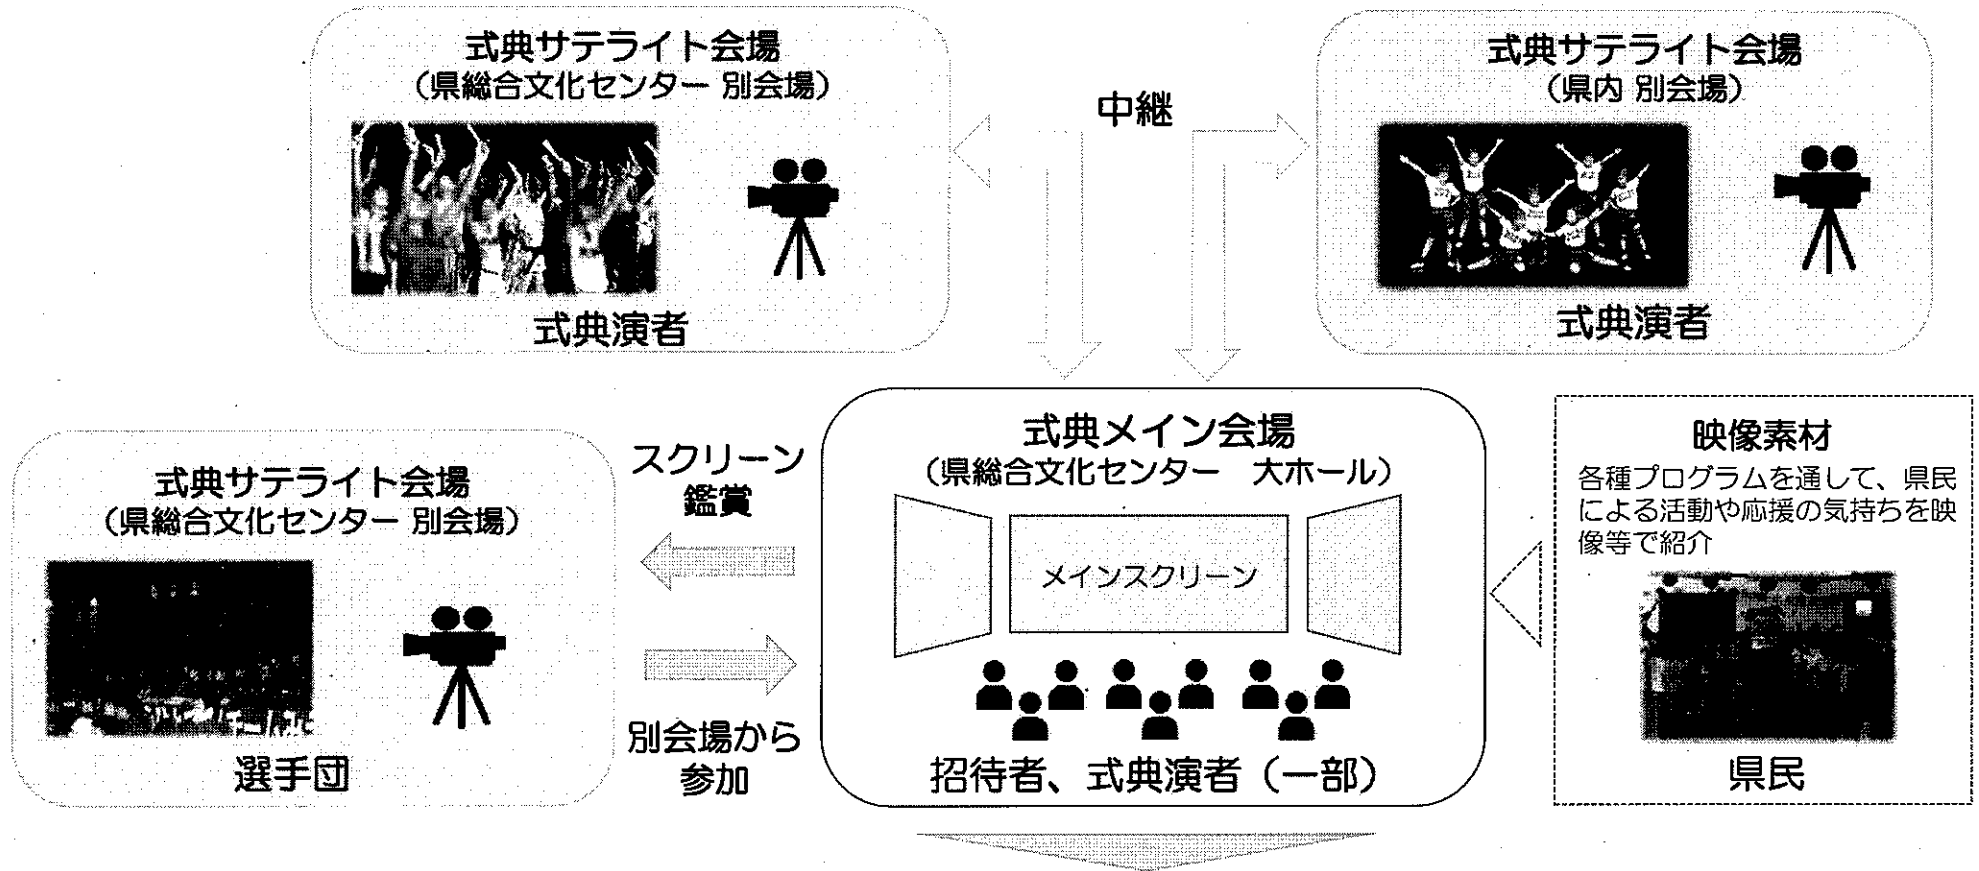 式典サテライト会場
（県総合文化センター 別会場）
式典演者
中継
式典サテライト会場
（県内 別会場）
式典演者
式典サテライト会場
（県総合文化センター 別会場）
選手団
スクリーン
鑑賞
別会場から
参加
式典メイン会場
（県総合文化センター　大ホール）
メインスクリーン
招待者、式典演者（一部）
映像素材
各種プログラムを通して、県民
による活動や応援の気持ちを映
像等で紹介
県民